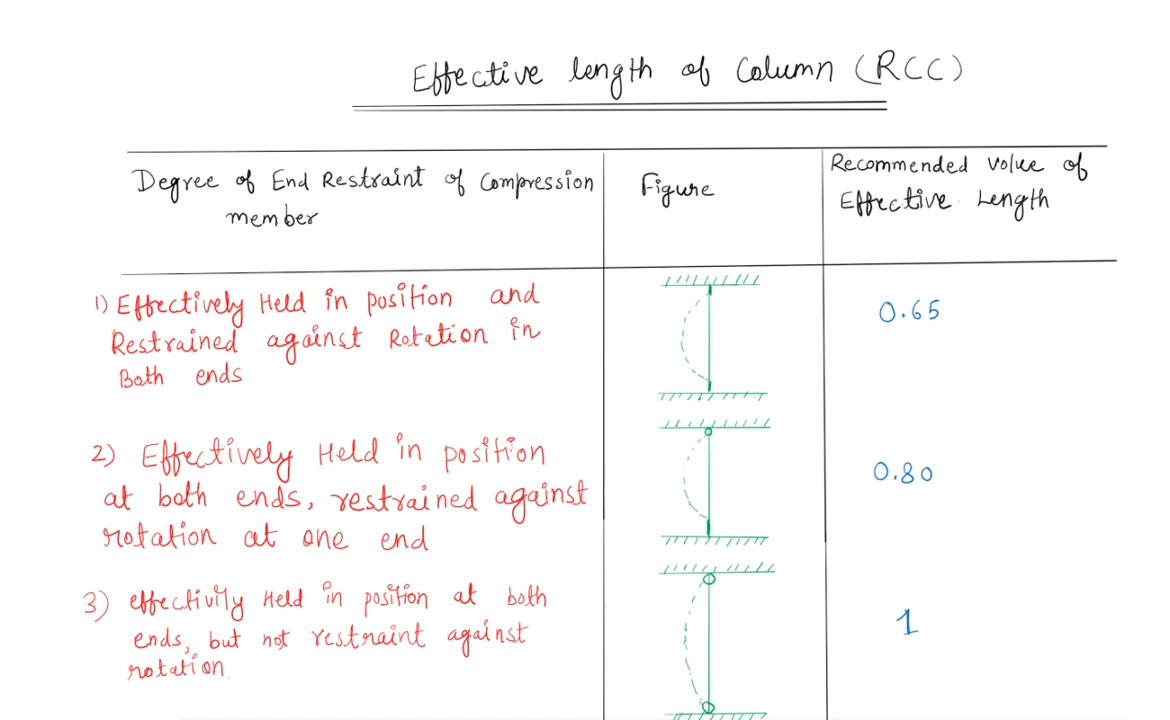 Effective length of Column (RCC)
Degree of End Restraint of Compression
member
Figure
Recommended value of
Effective Length
1) Effectively Held in position and
Restrained against Rotation in
Both ends
0.65
2) Effectively Held in position
at both ends, restrained against
rotation at one end
0.80
3) effectivily Held in position at both
ends, but not restraint against
rotation.
1